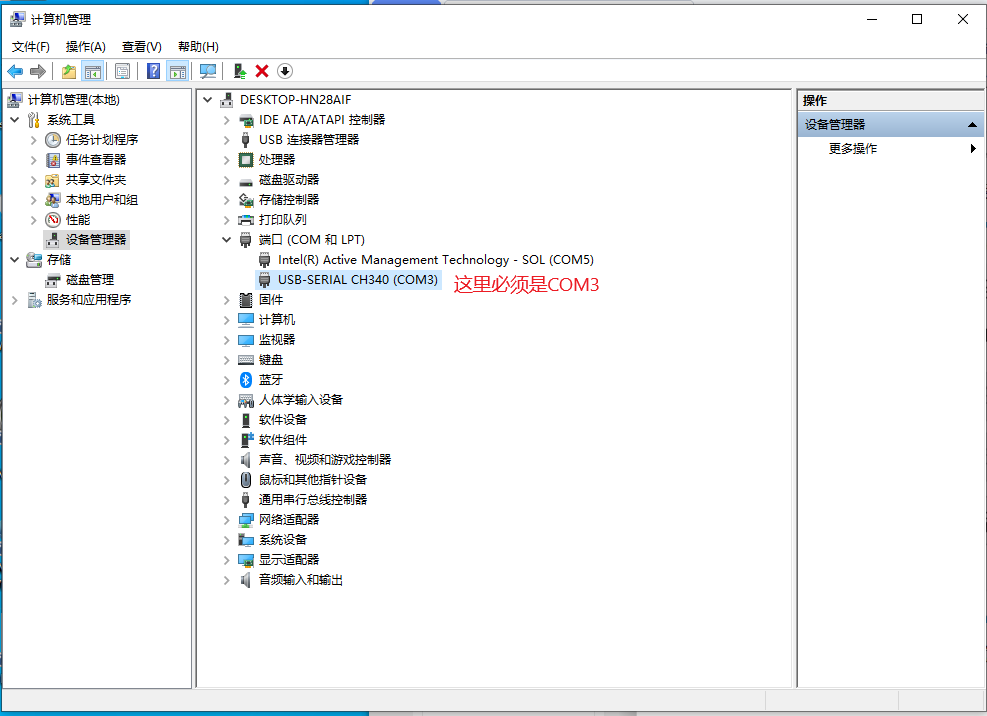 计算机管理
文件(F) 操作(A) 查看(V) 帮助(H)
计算机管理(本地)
系统工具
任务计划程序
事件查看器
共享文件夹
本地用户和组
性能
设备管理器
存储
磁盘管理
服务和应用程序
DESKTOP-HN28AIF
IDE ATA/ATAPI 控制器
USB 连接器管理器
处理器
磁盘驱动器
存储控制器
打印队列
端口 (COM 和 LPT)
Intel(R) Active Management Technology - SOL (COM5)
USB-SERIAL CH340 (COM3) 这里必须是COM3
固件
计算机
监视器
键盘
蓝牙
人体学输入设备
软件设备
软件组件
声音、视频和游戏控制器
鼠标和其他指针设备
通用串行总线控制器
网络适配器
系统设备
显示适配器
音频输入和输出
操作
设备管理器
更多操作